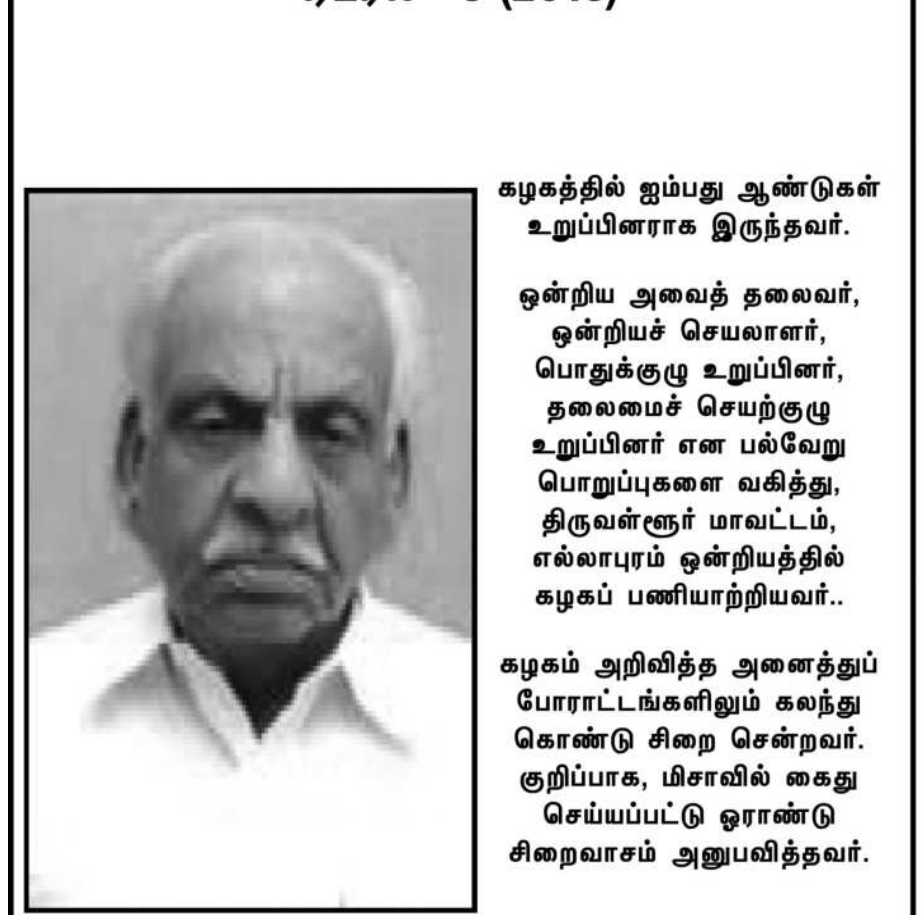 கழகத்தில் ஐம்பது ஆண்டுகள்
உறுப்பினராக இருந்தவர்.
ஒன்றிய அவைத் தலைவர்,
ஒன்றியச் செயலாளர்,
பொதுக்குழு உறுப்பினர்,
தலைமைச் செயற்குழு
உறுப்பினர் என பல்வேறு
பொறுப்புகளை வகித்து,
திருவள்ளூர் மாவட்டம்,
எல்லாபுரம் ஒன்றியத்தில்
கழகப் பணியாற்றியவர்..
கழகம் அறிவித்த அனைத்துப்
போராட்டங்களிலும் கலந்து
கொண்டு சிறை சென்றவர்.
குறிப்பாக, மிசாவில் கைது
செய்யப்பட்டு ஓராண்டு
சிறைவாசம் அனுபவித்தவர்.